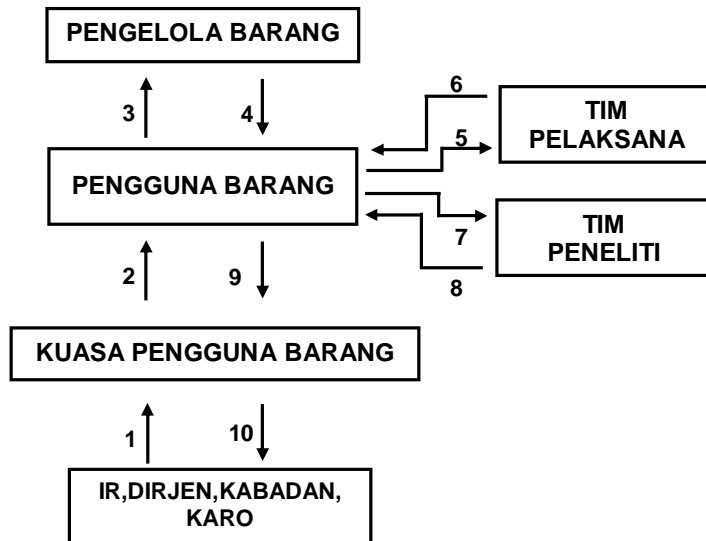 PENGELOLA BARANG
3
4
6
5
TIM
PELAKSANA
PENGGUNA BARANG
7
8
TIM
PENELITI
2
9
KUASA PENGGUNA BARANG
1
10
IR,DIRJEN,KABADAN,
KARO